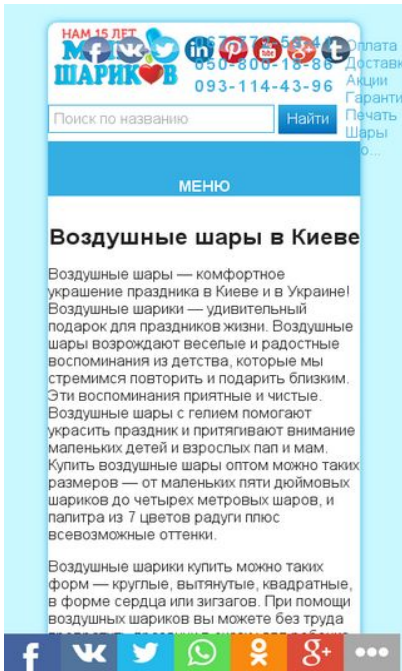 НАМ 15 ЛЕТ
ШАРИКОВ
050-800-18-86
093-114-43-96
Оплата
Акции
Печать
Шары
Поиск по названию
Найти
МЕНЮ
Воздушные шары в Киеве
Воздушные шары — комфортное
украшение праздника в Киеве и в Украине!
Воздушные шарики — удивительный
подарок для праздников жизни. Воздушные
шары возрождают веселые и радостные
воспоминания из детства, которые мы
стремимся повторить и подарить близким.
Эти воспоминания приятные и чистые.
Воздушные шары с гелием помогают
украсить праздник и притягивают внимание
маленьких детей и взрослых пап и мам.
Купить воздушные шары оптом можно таких
размеров — от маленьких пяти дюймовых
шариков до четырех метровых шаров, и
палитра из 7 цветов радуги плюс
всевозможные оттенки.
Воздушные шарики купить можно таких
форм — круглые, вытянутые, квадратные,
в форме сердца или зигзагов. При помощи
воздушных шариков вы можете без труда